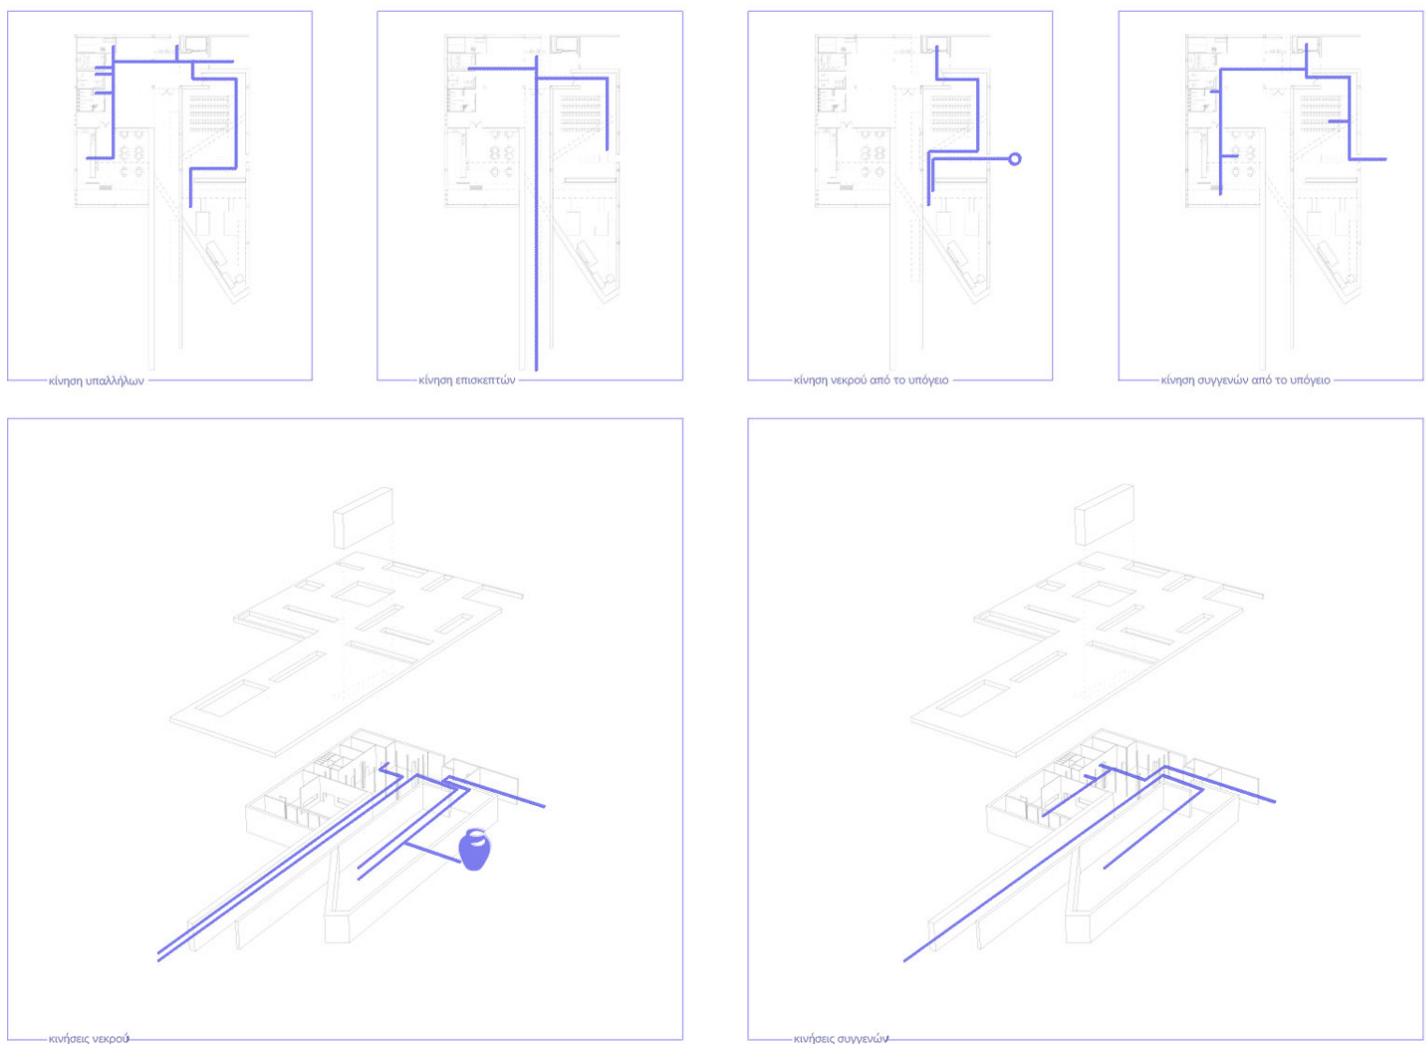 κίνηση υπαλλήλων
κίνηση επισκεπτών
κίνηση νεκρού από το υπόγειο
κίνηση συγγενών από το υπόγειο
κινήσεις νεκρού
κινήσεις συγγενών